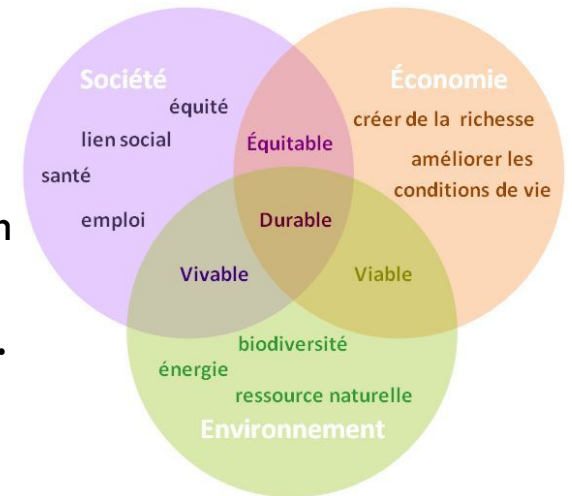 Société
Économie
équité
créer de la richesse
lien social
Équitable
améliorer les
conditions de vie
santé
emploi
Durable
n
Vivable
Viable
.
biodiversité
énergie
ressource naturelle
Environnement